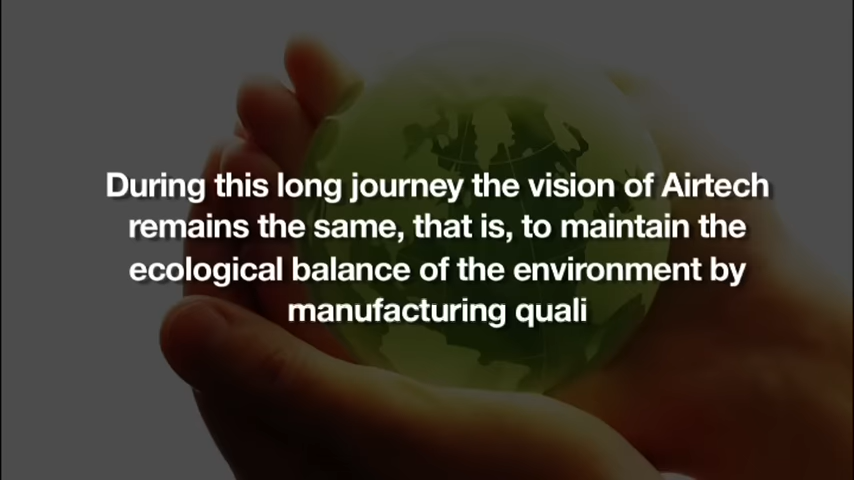 During this long journey the vision of Airtech
remains the same, that is, to maintain the
ecological balance of the environment by
manufacturing quali